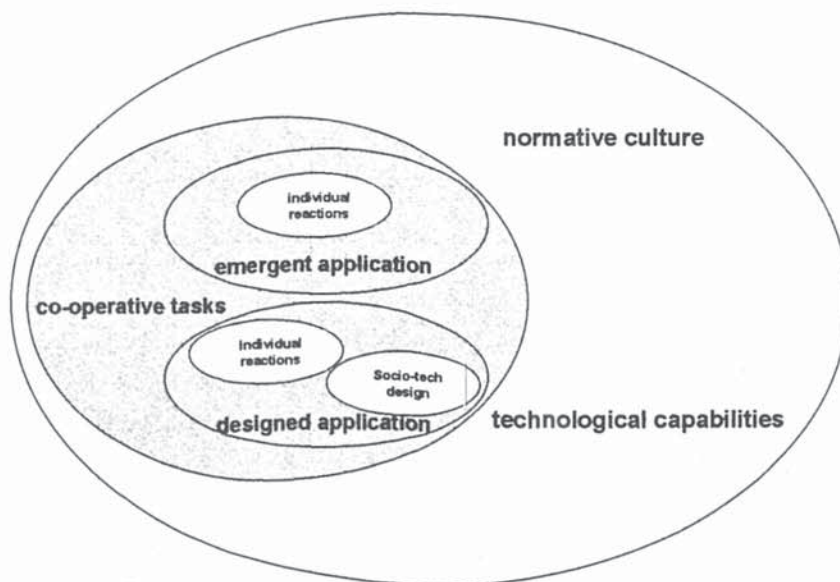 normative culture
Individual
reactions
emergent application
co-operative tasks
Individual
reactions
Socio-tech
design
designed application
technological capabilities